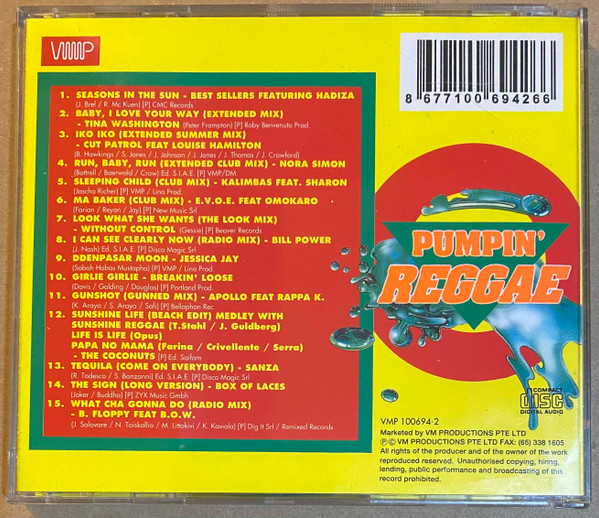 VMP
8 677100 694266
1. SEASONS IN THE SUN - BEST SELLERS FEATURING HADIZA
(J. Brel / R. Mc Kuen) [P] CMC Records
2. BABY, I LOVE YOUR WAY (EXTENDED MIX)
- TINA WASHINGTON (Peter Frampton) [P] Roby Benvenuto Prod.
3. IKO IKO (EXTENDED SUMMER MIX)
- CUT PATROL FEAT LOUISE HAMILTON
(B. Hawkings / S. Jones / J. Johnson / J. Jones / J. Thomas / J. Crawford)
4. RUN, BABY, RUN (EXTENDED CLUB MIX) - NORA SIMON
(Bottrell / Baerwald / Crow) Ed. S.I.A.E. [P] VMP/DM
5. SLEEPING CHILD (CLUB MIX) - KALIMBAS FEAT. SHARON
(Jascha Richer) [P] VMP / Lino Prod.
6. MA BAKER (CLUB MIX) - E.V.O.E. FEAT OMOKARO
(Farian / Reyon / Jay) [P] New Music Srl
7. LOOK WHAT SHE WANTS (THE LOOK MIX)
- WITHOUT CONTROL (Gessie) [P] Beaver Records
8. I CAN SEE CLEARLY NOW (RADIO MIX) - BILL POWER
(J. Nash) Ed. S.I.A.E. [P] Disco Magic Srl
9. DDENPASAR MOON - JESSICA JAY
(Sabah Habas Mustapha) [P] VMP / Lino Prod.
10. GIRLIE GIRLIE - BREAKIN' LOOSE
(Davis / Golding / Douglas) [P] Portland Prod.
11. GUNSHOT (GUNNED MIX) - APOLLO FEAT RAPPA K.
(K. Araya / S. Araya / Safi) [P] Bellaphon Rec.
12. SUNSHINE LIFE (BEACH EDIT) MEDLEY WITH
SUNSHINE REGGAE (T.Stahl / J. Guldberg)
LIFE IS LIFE (Opus)
PAPA NO MAMA (Farina / Crivellente / Serra)
- THE COCONUTS [P] Ed. Saifam
13. TEQUILA (COME ON EVERYBODY) - SANZA
(R. Todesco / S. Bonzanni) Ed. S.I.A.E. [P] Disco Magic Srl
14. THE SIGN (LONG VERSION) - BOX OF LACES
(Joker / Buddha) [P] ZYX Music Gmbh
15. WHAT CHA GONNA DO (RADIO MIX)
- B. FLOPPY FEAT B.O.W.
(J. Salovare / N. Toiskallio / M. Littokivi / K. Kaviola) [P] Dig It Srl / Remixed Records
PUMPIN'
REGGAE
COMPACT
disc
DIGITAL AUDIO
VMP 100694-2
Marketed by VM PRODUCTIONS PTE LTD
Ⓟ© VM PRODUCTIONS PTE LTD FAX: (65) 338 1605
All rights of the producer and of the owner of the work
reproduced reserved. Unauthorised copying, hiring,
lending, public performance and broadcasting of this
record prohibited.